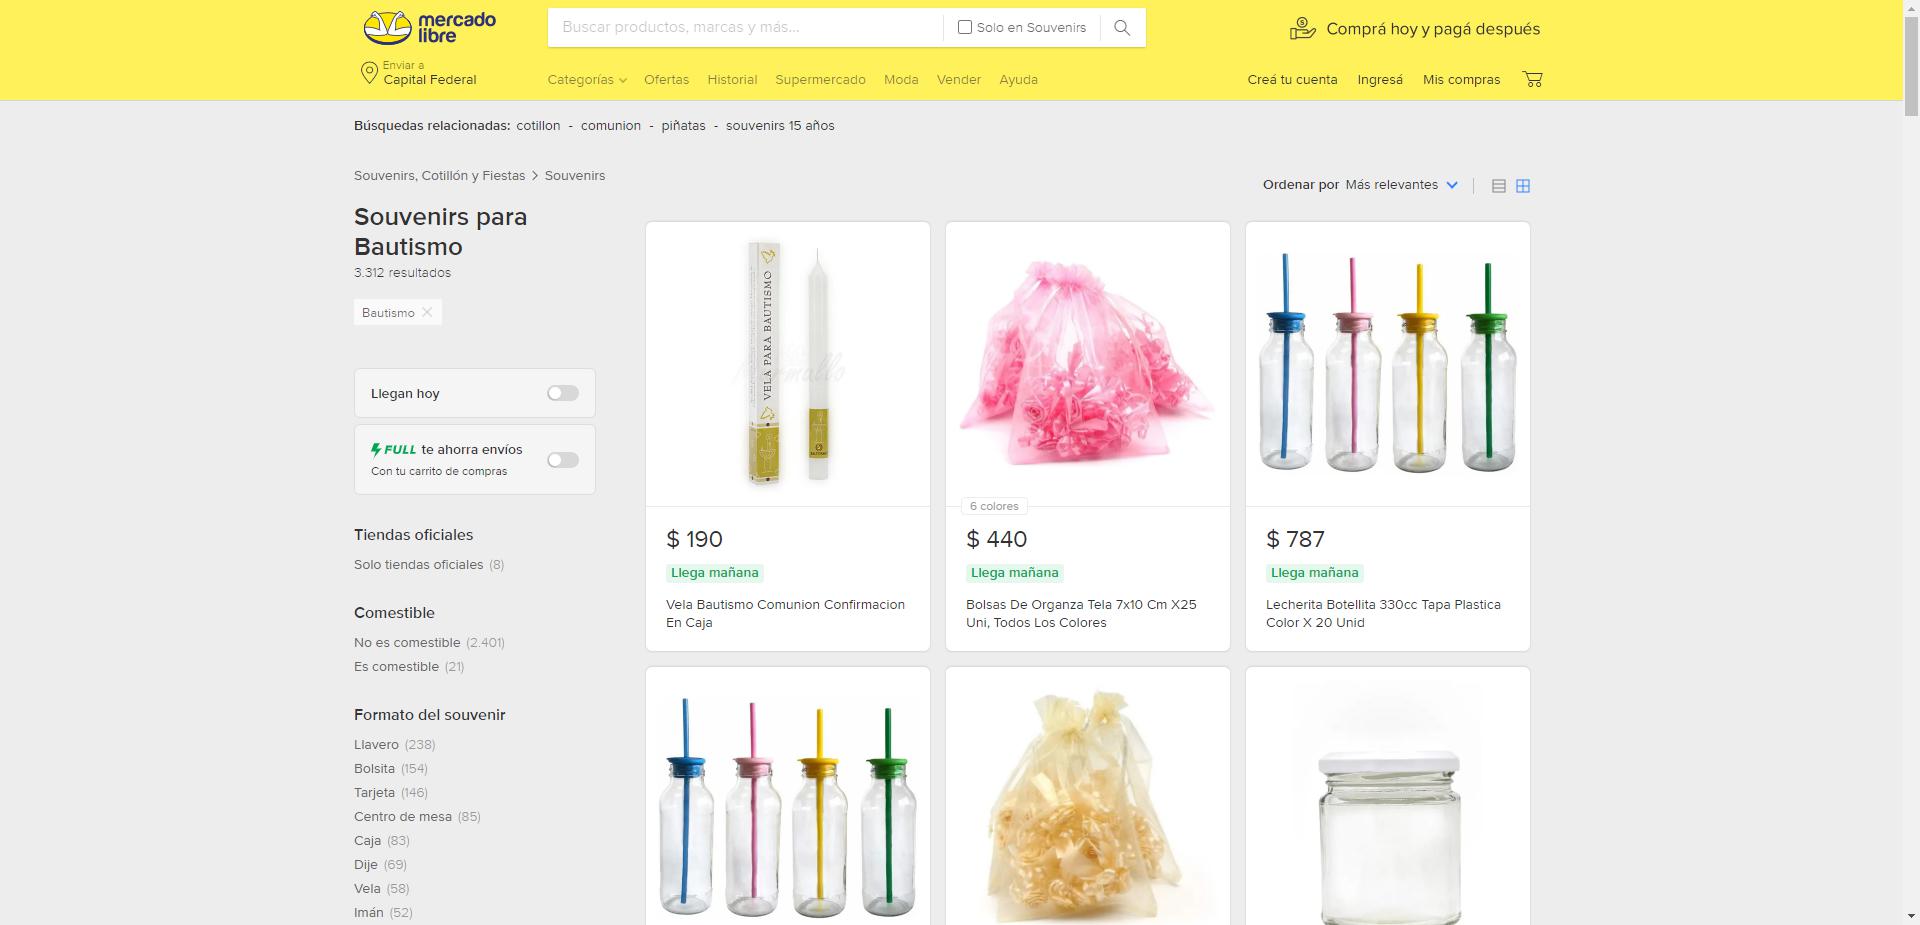 mercado
libre
Buscar productos, marcas y más...
Solo en Souvenirs
Comprá hoy y pagá después
Enviar a
Capital Federal
Categorías
Ofertas
Historial
Supermercado
Moda
Vender
Ayuda
Creá tu cuenta
Ingresá
Mis compras
Búsquedas relacionadas: cotillon - comunion - piñatas - souvenirs 15 años
Souvenirs, Cotillón y Fiestas > Souvenirs
Ordenar por Más relevantes
Souvenirs para
Bautismo
3.312 resultados
Bautismo
Llegan hoy
FULL te ahorra envíos
Con tu carrito de compras
Tiendas oficiales
Solo tiendas oficiales (8)
Comestible
No es comestible (2.401)
Es comestible (21)
Formato del souvenir
Llavero (238)
Bolsita (154)
Tarjeta (146)
Centro de mesa (85)
Caja (83)
Dije (69)
Vela (58)
Imán (52)
VELA PARA BAUTISMO
$ 190
Llega mañana
Vela Bautismo Comunion Confirmacion
En Caja
6 colores
$ 440
Llega mañana
Bolsas De Organza Tela 7x10 Cm X25
Uni, Todos Los Colores
$ 787
Llega mañana
Lecherita Botellita 330cc Tapa Plastica
Color X 20 Unid